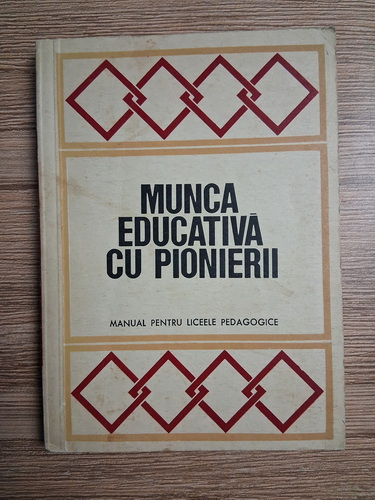 MUNCA
EDUCATIVĂ
CU PIONIERII
MANUAL PENTRU LICEELE PEDAGOGICE